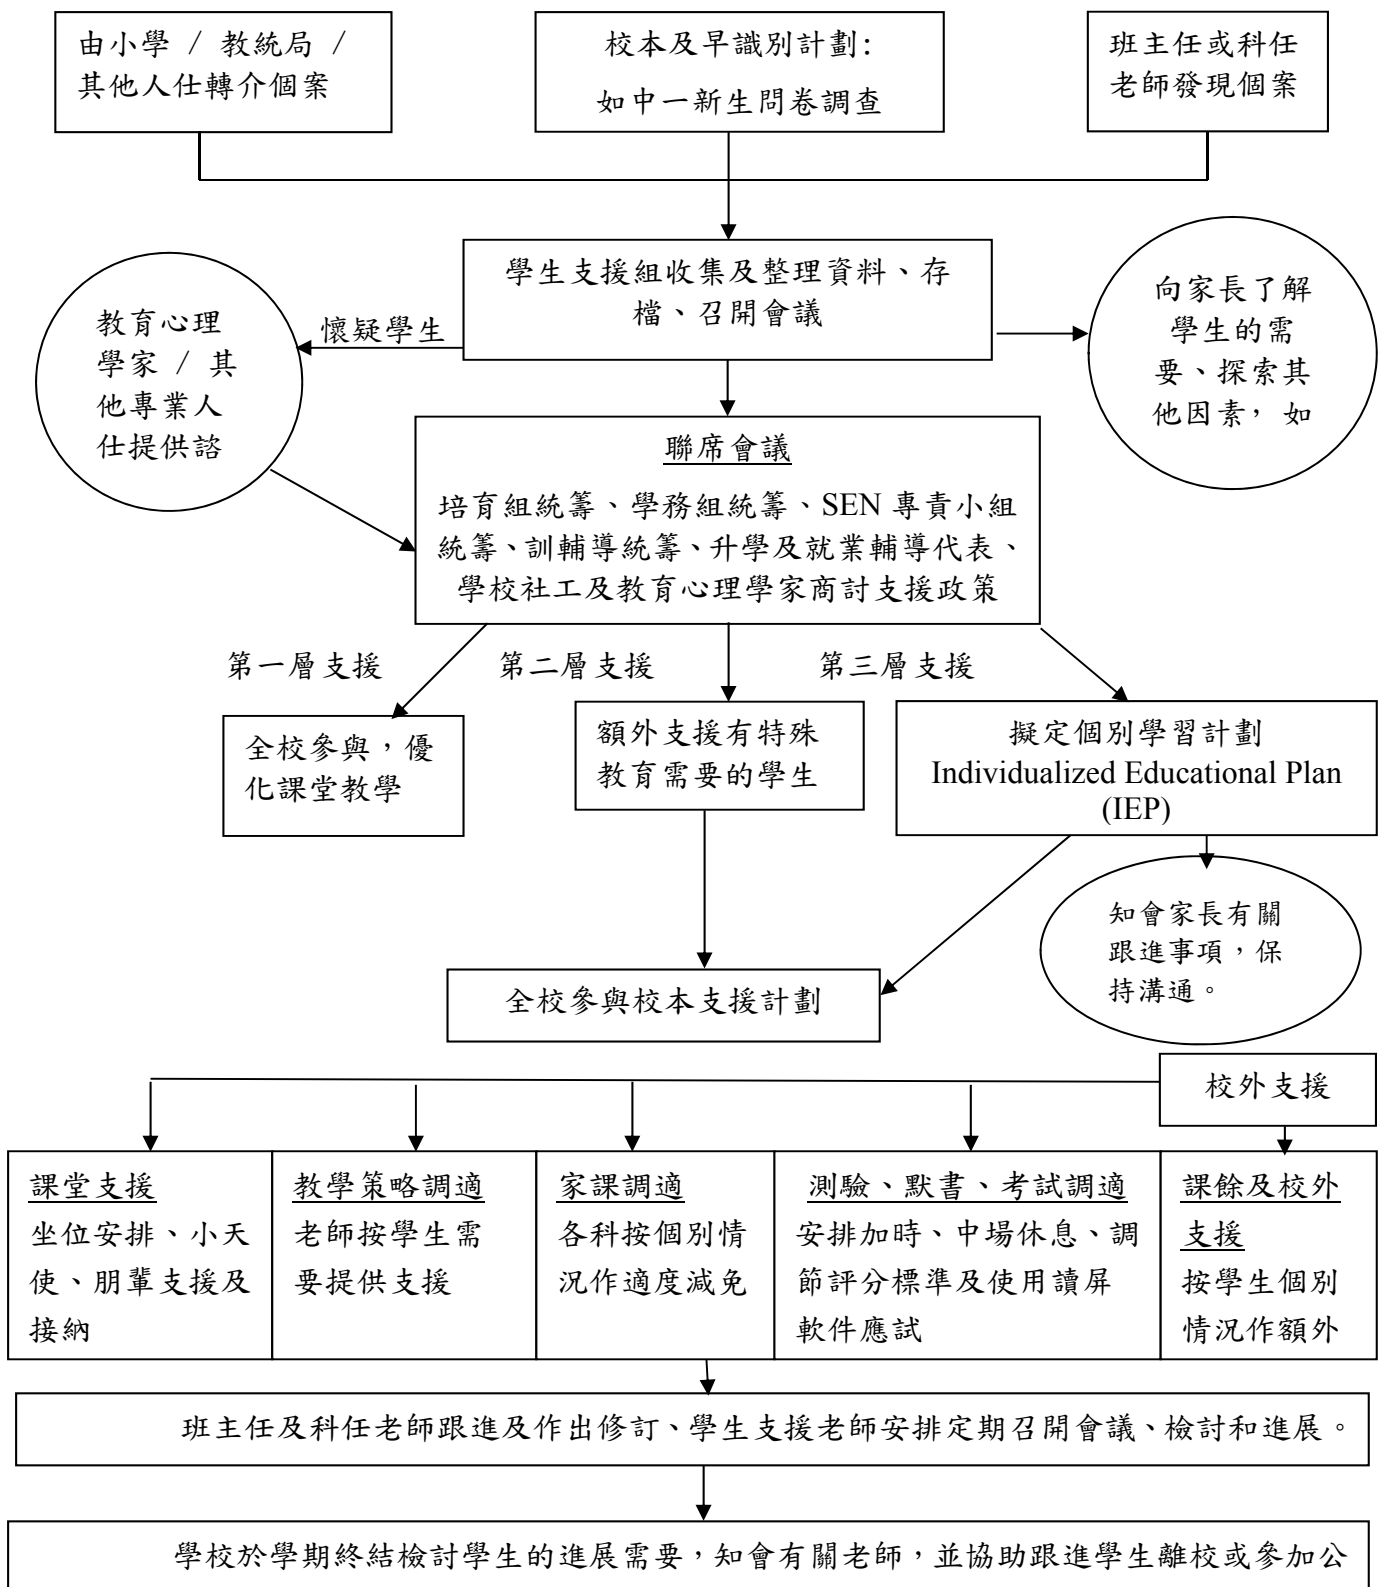 由小學 / 教統局 /
其他人仕轉介個案
校本及早識別計劃:
如中一新生問卷調查
班主任或科任
老師發現個案
學生支援組收集及整理資料、存
檔、召開會議
懷疑學生
教育心理
學家 / 其
他專業人
仕提供諮
向家長了解
學生的需
要、探索其
他因素，如
聯席會議
培育組統籌、學務組統籌、SEN 專責小組
統籌、訓輔導統籌、升學及就業輔導代表、
學校社工及教育心理學家商討支援政策
第一層支援
第二層支援
第三層支援
全校參與，優
化課堂教學
額外支援有特殊
教育需要的學生
擬定個別學習計劃
Individualized Educational Plan
(IEP)
知會家長有關
跟進事項，保
持溝通。
全校參與校本支援計劃
校外支援
課堂支援
坐位安排、小天
使、朋輩支援及
接納
教學策略調適
老師按學生需
要提供支援
家課調適
各科按個別情
況作適度減免
測驗、默書、考試調適
安排加時、中場休息、調
節評分標準及使用讀屏
軟件應試
課餘及校外
支援
按學生個別
情況作額外
班主任及科任老師跟進及作出修訂、學生支援老師安排定期召開會議、檢討和進展。
學校於學期終結檢討學生的進展需要，知會有關老師，並協助跟進學生離校或參加公